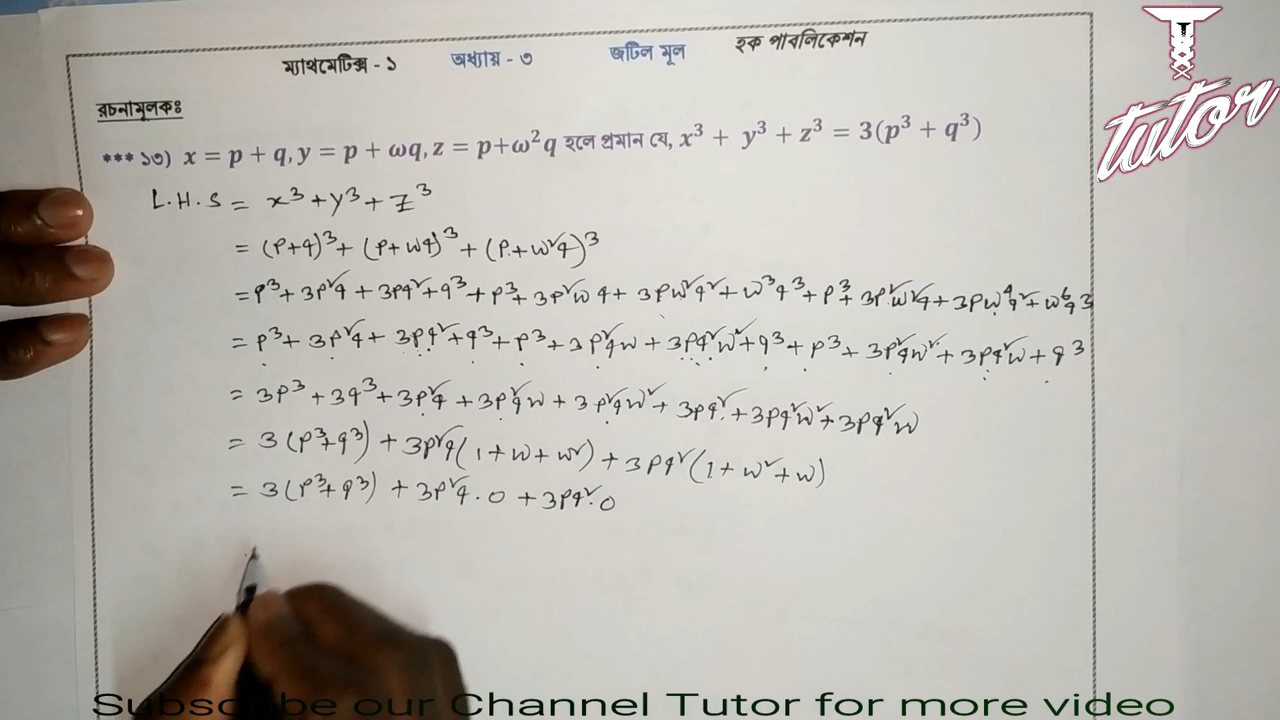 ম্যাথমেটিক্স - ১ অধ্যায় - ৩ জটিল মূল হক পাবলিকেশন
tutor
রচনামূলকঃ
*** ১৩) x = p + q, y = p + ωq, z = p+ω²q হলে প্রমান যে, x³ + y³ + z³ = 3(p³ + q³)
L.H.S = x³+y³+z³
= (p+q)³+ (p+ωq)³ + (p+ω²q)³
= p³+3p²q+3pq²+q³+p³+3p²ωq+3pω²q²+ω³q³+p³+3p²ω²q+3pω⁴q²+ω⁶q³
= p³+3p²q+3pq²+q³+p³+3p²qω+3pq²ω²+q³+p³+3p²qω²+3pq²ω+q³
= 3p³+3q³+3p²q+3p²qω+3p²qω²+3pq²+3pq²ω²+3pq²ω
= 3(p³+q³)+3p²q(1+ω+ω²)+3pq²(1+ω²+ω)
= 3(p³+q³)+3p²q.0+3pq².0
Subscribe our Channel Tutor for more video